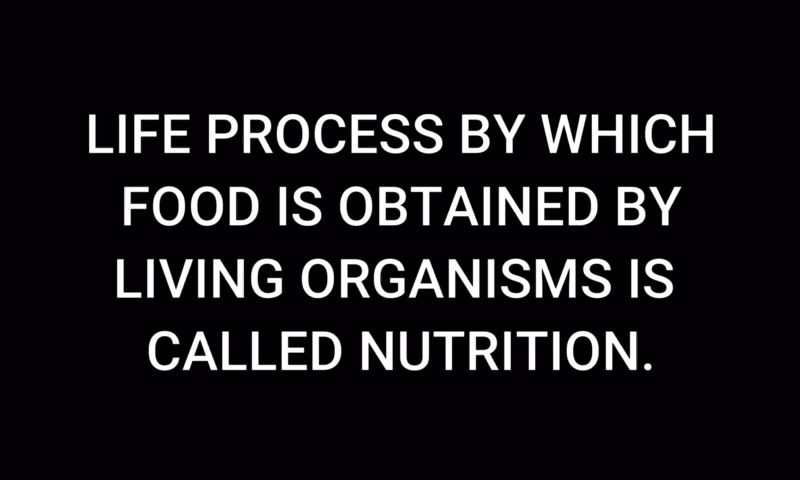 LIFE PROCESS BY WHICH
FOOD IS OBTAINED BY
LIVING ORGANISMS IS
CALLED NUTRITION.